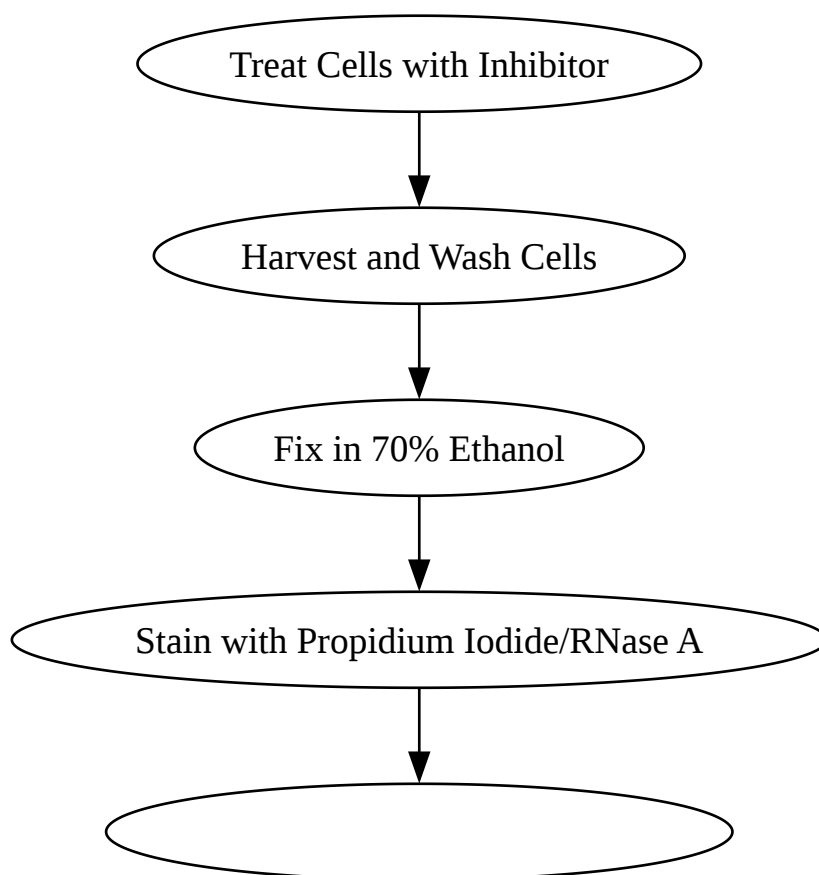 Treat Cells with Inhibitor
Harvest and Wash Cells
Fix in 70% Ethanol
Stain with Propidium Iodide/RNase A